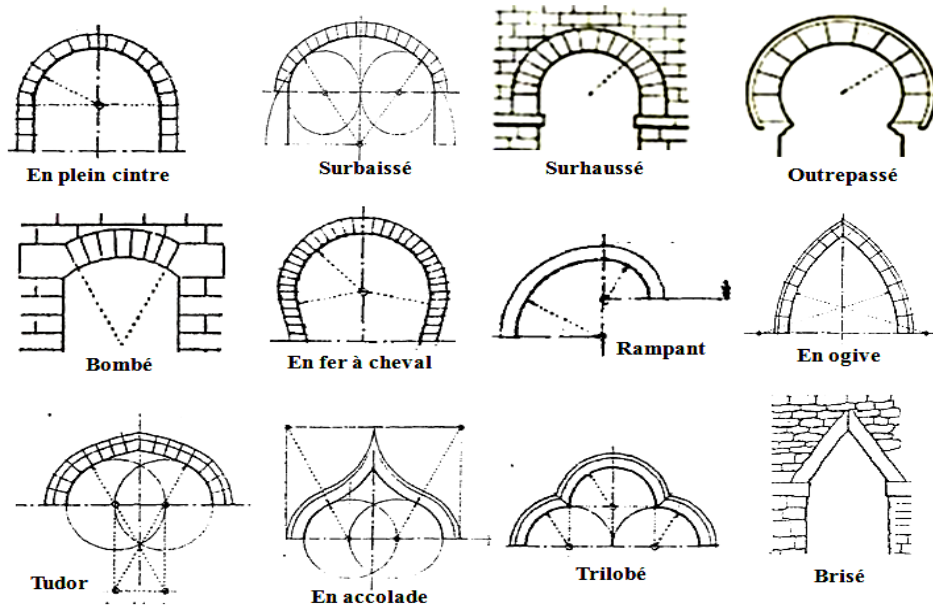 En plein cintre
Surbaissé
Surhaussé
Outrepassé
Bombé
En fer à cheval
Rampant
En ogive
Tudor
En accolade
Trilobé
Brisé